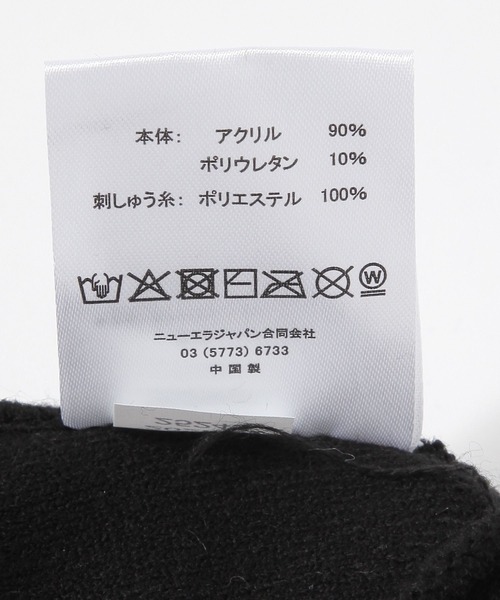 本体: アクリル 90%
ポリウレタン 10%
刺しゅう糸: ポリエステル 100%
W
ニューエラジャパン合同会社
03 (5773) 6733
中国製